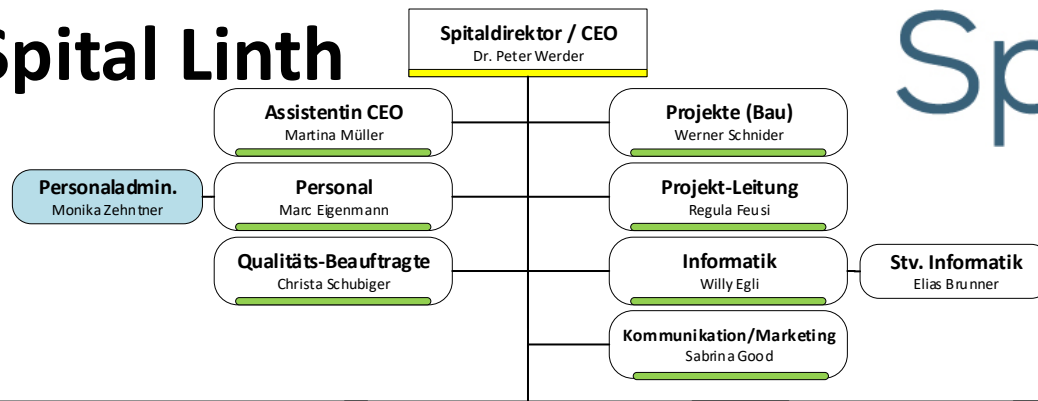 Spital Linth
Sp
Spitaldirektor / CEO
Dr. Peter Werder
Assistentin CEO
Martina Müller
Projekte (Bau)
Werner Schnider
Personaladmin.
Monika Zehntner
Personal
Marc Eigenmann
Projekt-Leitung
Regula Feusi
Qualitäts-Beauftragte
Christa Schubiger
Informatik
Willy Egli
Stv. Informatik
Elias Brunner
Kommunikation/Marketing
Sabrina Good